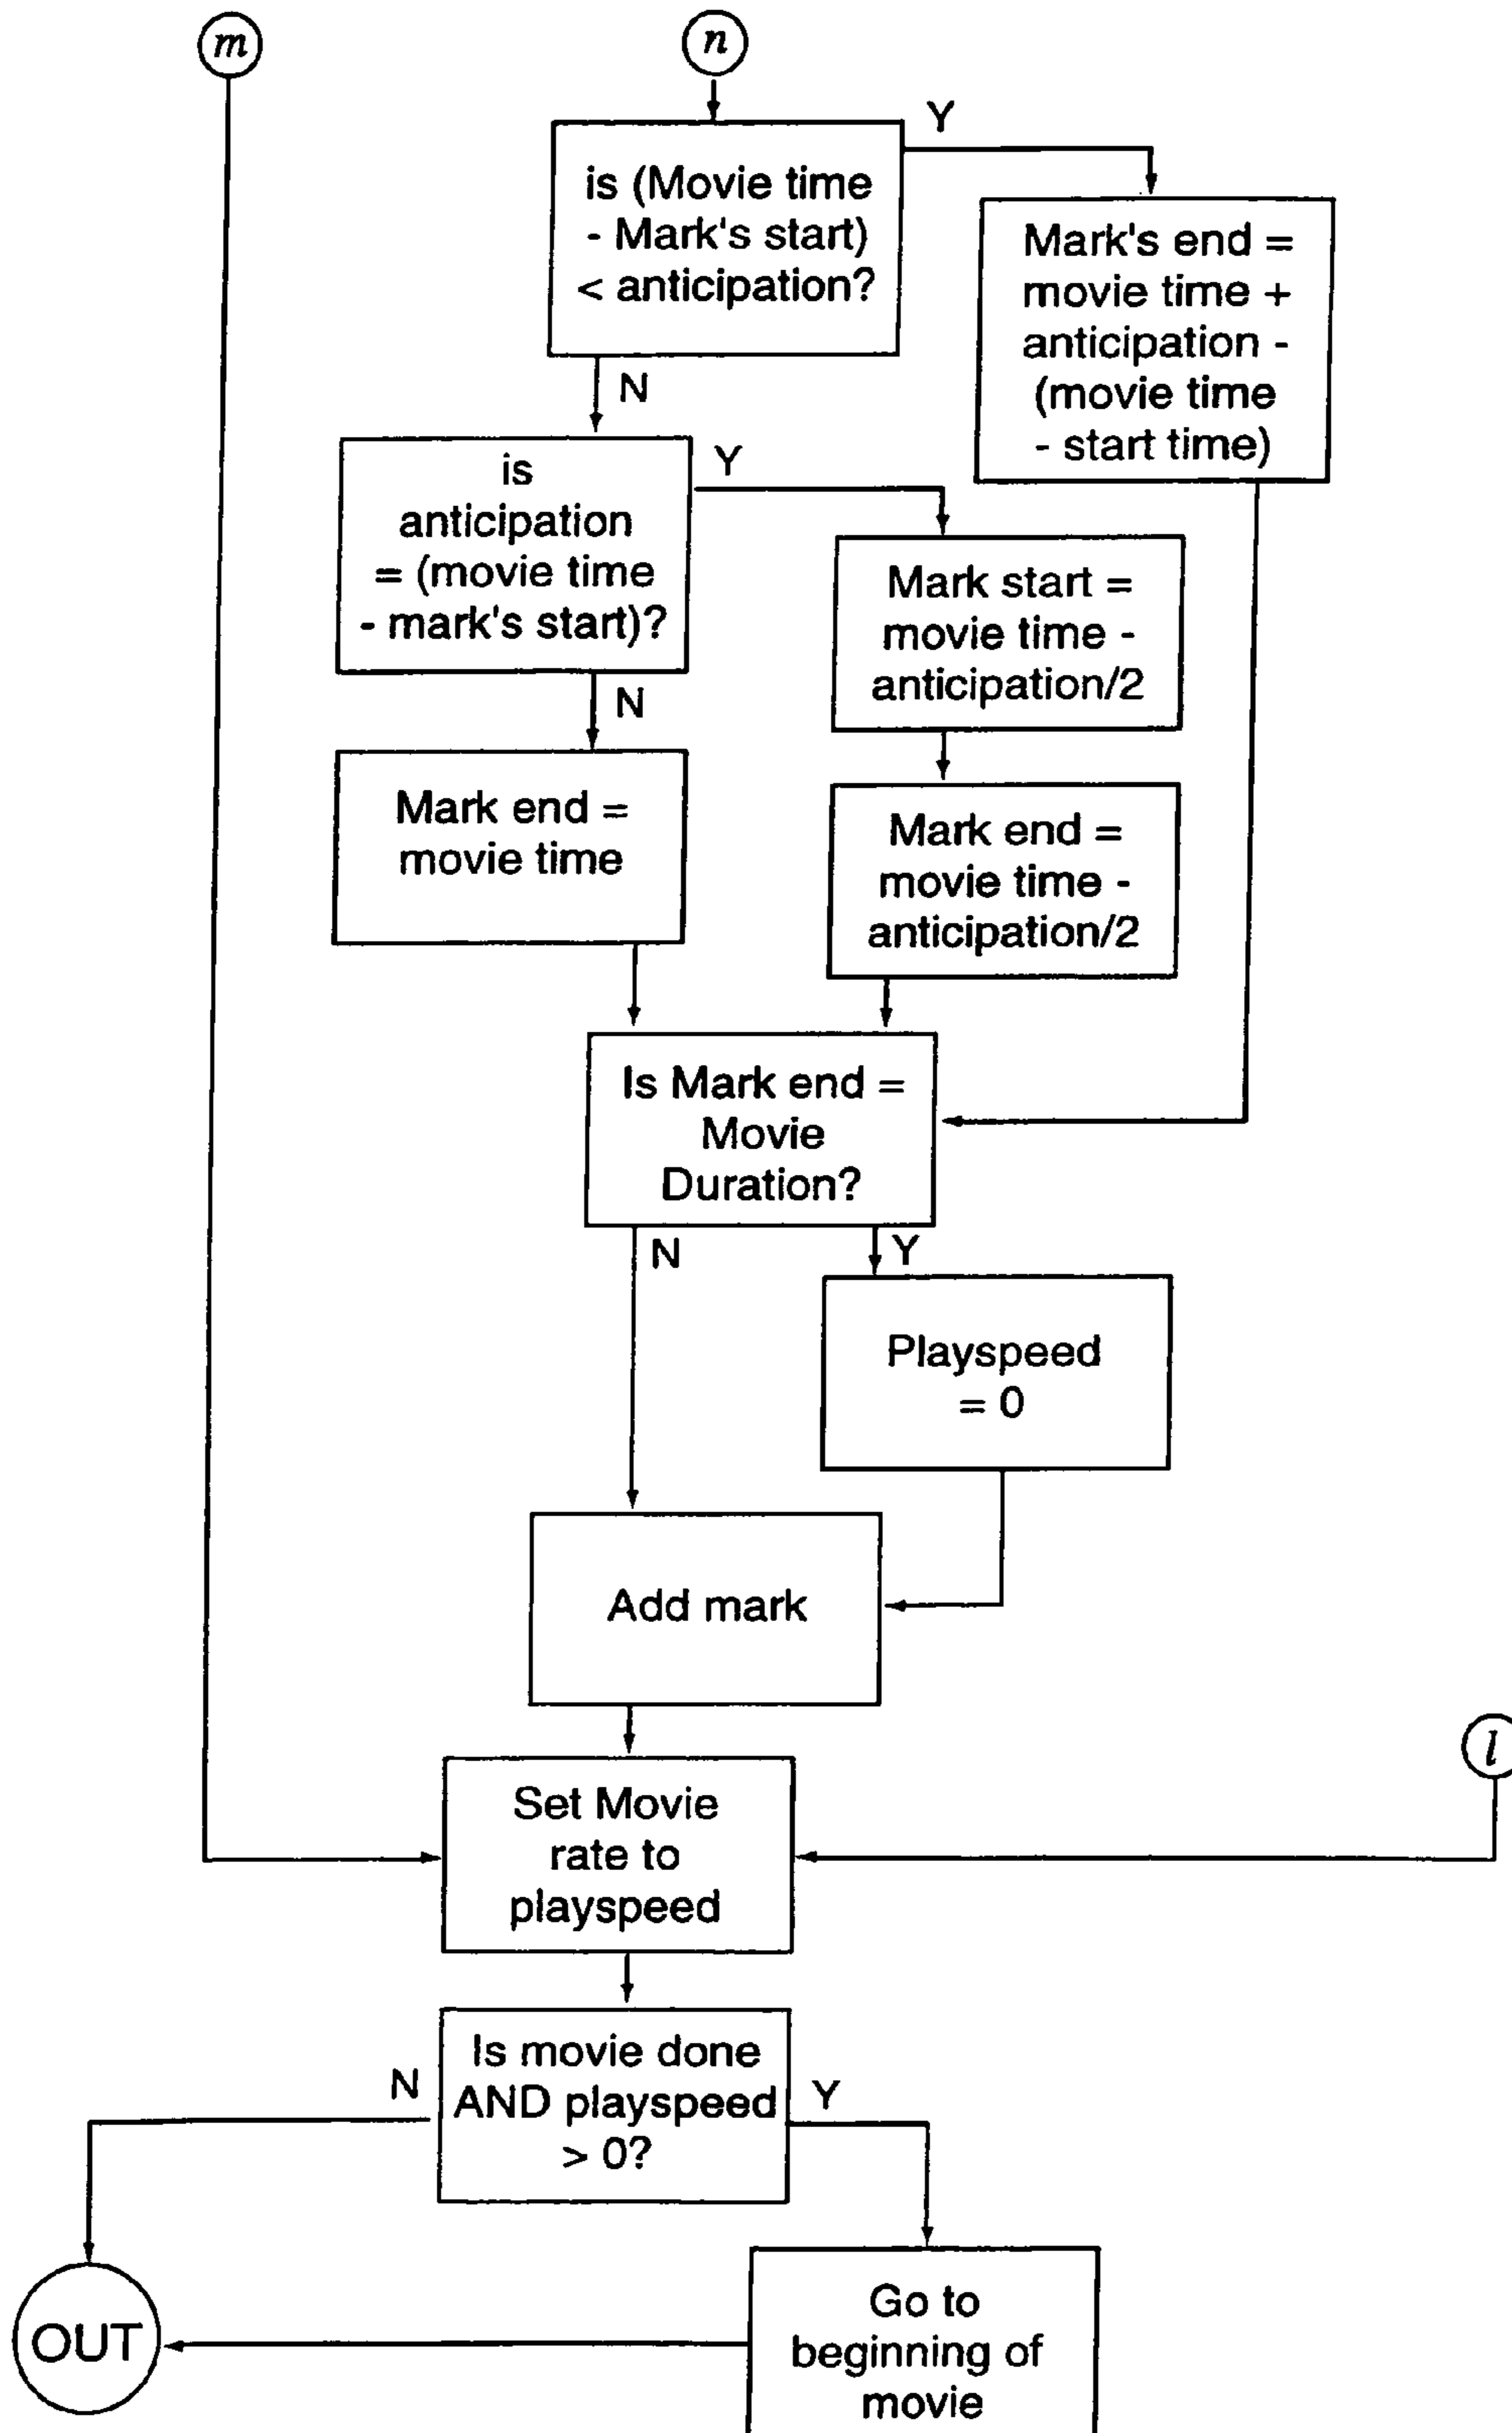 m
n
Y
is (Movie time
- Mark's start)
< anticipation?
Mark's end =
movie time +
anticipation -
(movie time
- start time)
N
is
anticipation
= (movie time
- mark's start)?
Y
Mark start =
movie time -
anticipation/2
N
Mark end =
movie time
Mark end =
movie time -
anticipation/2
Is Mark end =
Movie
Duration?
N
Y
Playspeed
= 0
Add mark
l
Set Movie
rate to
playspeed
Is movie done
AND playspeed
> 0?
N
Y
OUT
Go to
beginning of
movie